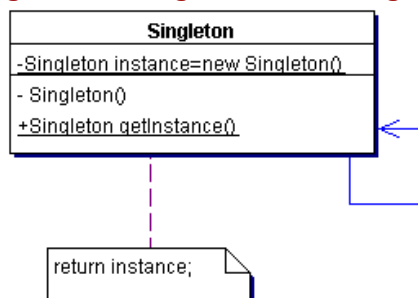 Singleton
-Singleton instance=new Singleton()
- Singleton()
+Singleton getInstance()
return instance;